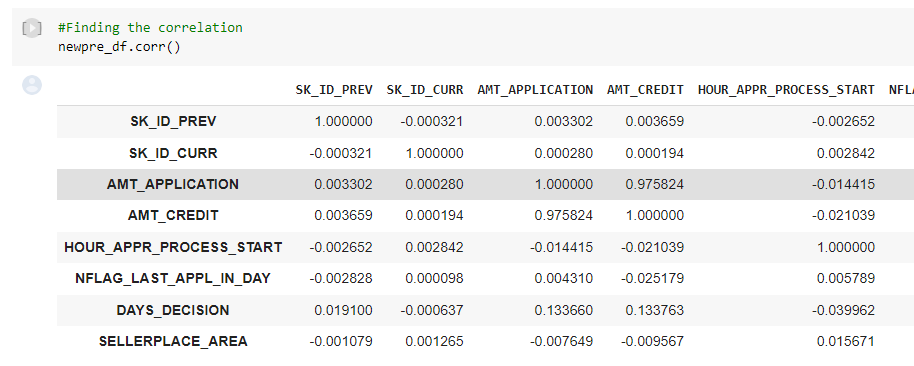 #Finding the correlation
newpre_df.corr()
SK_ID_PREV SK_ID_CURR AMT_APPLICATION AMT_CREDIT HOUR_APPR_PROCESS_START NFLA
SK_ID_PREV 1.000000 -0.000321 0.003302 0.003659 -0.002652
SK_ID_CURR -0.000321 1.000000 0.000280 0.000194 0.002842
AMT_APPLICATION 0.003302 0.000280 1.000000 0.975824 -0.014415
AMT_CREDIT 0.003659 0.000194 0.975824 1.000000 -0.021039
HOUR_APPR_PROCESS_START -0.002652 0.002842 -0.014415 -0.021039 1.000000
NFLAG_LAST_APPL_IN_DAY -0.002828 0.000098 0.004310 -0.025179 0.005789
DAYS_DECISION 0.019100 -0.000637 0.133660 0.133763 -0.039962
SELLERPLACE_AREA -0.001079 0.001265 -0.007649 -0.009567 0.015671